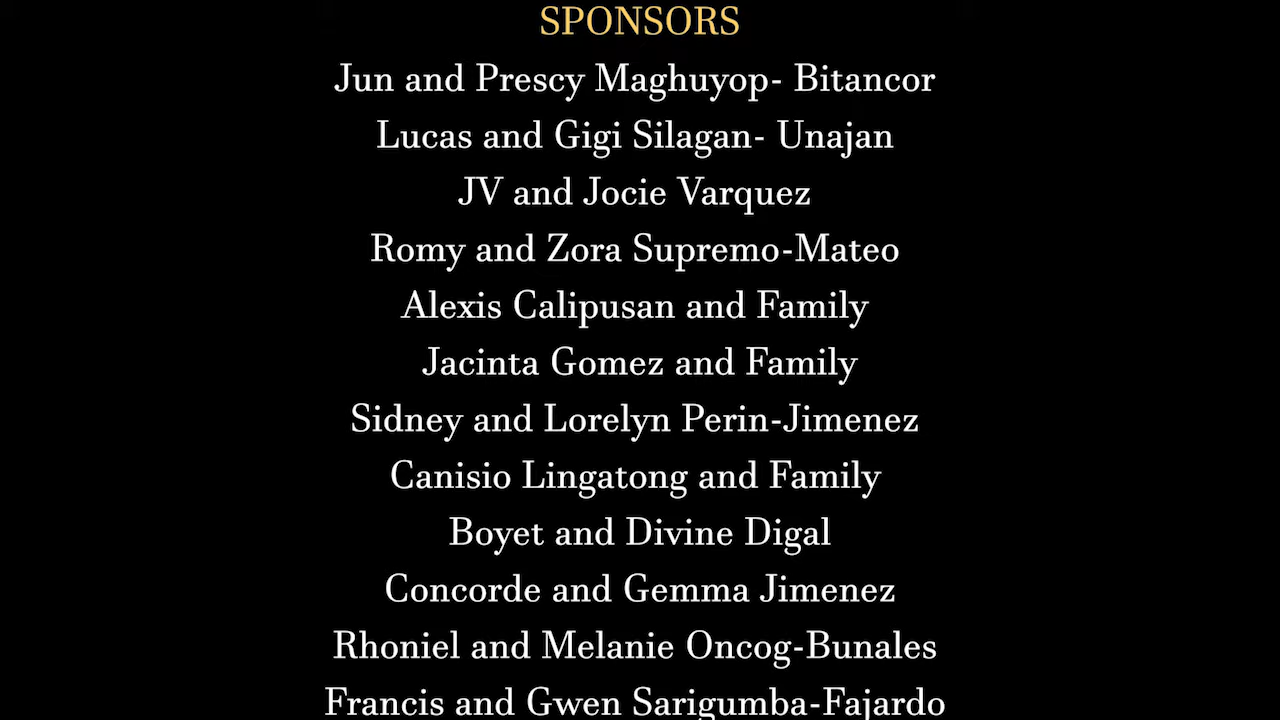 SPONSORS
Jun and Prescy Maghuyop- Bitancor
Lucas and Gigi Silagan- Unajan
JV and Jocie Varquez
Romy and Zora Supremo-Mateo
Alexis Calipusan and Family
Jacinta Gomez and Family
Sidney and Lorelyn Perin-Jimenez
Canisio Lingatong and Family
Boyet and Divine Digal
Concorde and Gemma Jimenez
Rhoniel and Melanie Oncog-Bunales
Francis and Gwen Sarigumba-Fajardo